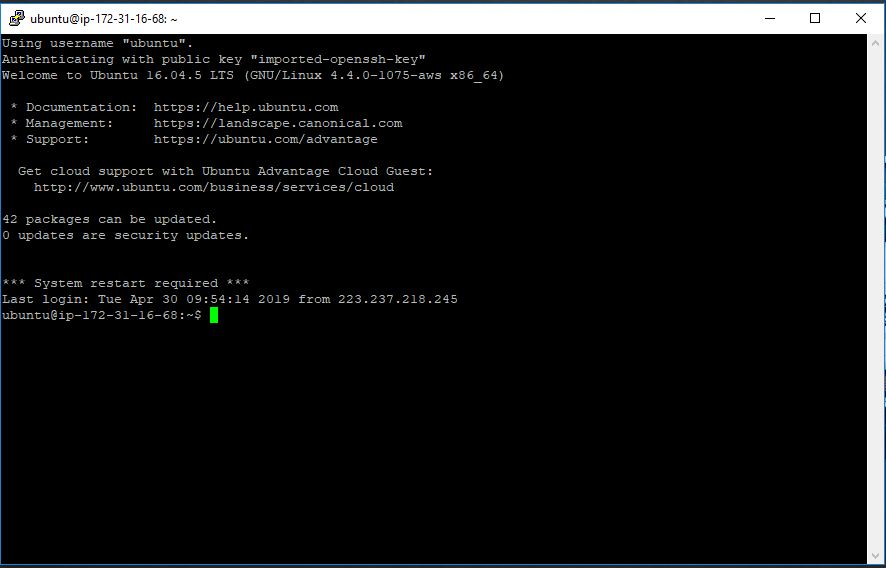 ubuntu@ip-172-31-16-68: ~
Using username "ubuntu".
Authenticating with public key "imported-openssh-key"
Welcome to Ubuntu 16.04.5 LTS (GNU/Linux 4.4.0-1075-aws x86_64)
* Documentation:  https://help.ubuntu.com
* Management:     https://landscape.canonical.com
* Support:        https://ubuntu.com/advantage
Get cloud support with Ubuntu Advantage Cloud Guest:
http://www.ubuntu.com/business/services/cloud
42 packages can be updated.
0 updates are security updates.
*** System restart required ***
Last login: Tue Apr 30 09:54:14 2019 from 223.237.218.245
ubuntu@ip-172-31-16-68:~$